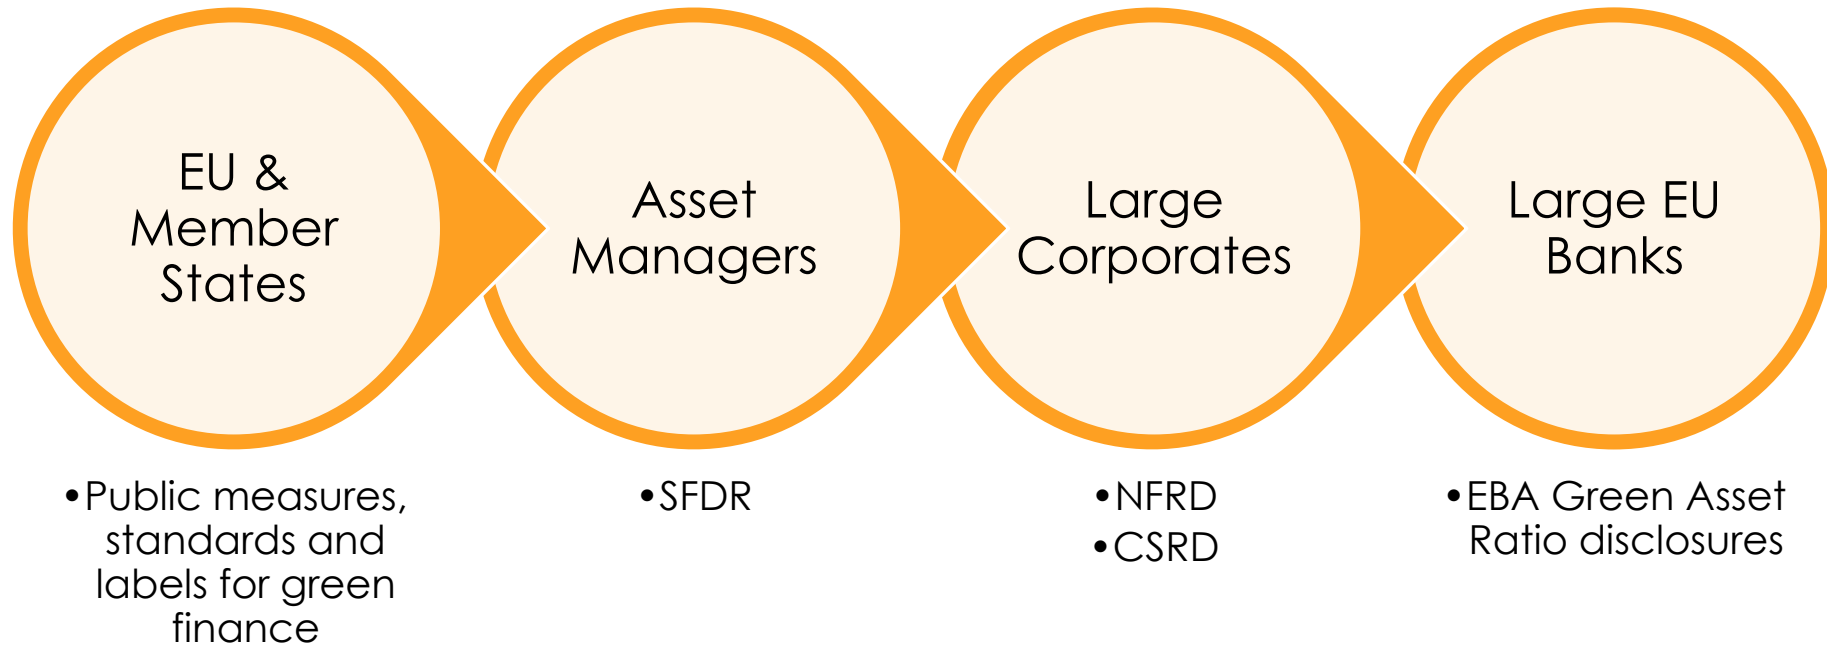 EU &
Member
States
•Public measures,
standards and
labels for green
finance
Asset
Managers
•SFDR
Large
Corporates
•NFRD
•CSRD
Large EU
Banks
•EBA Green Asset
Ratio disclosures